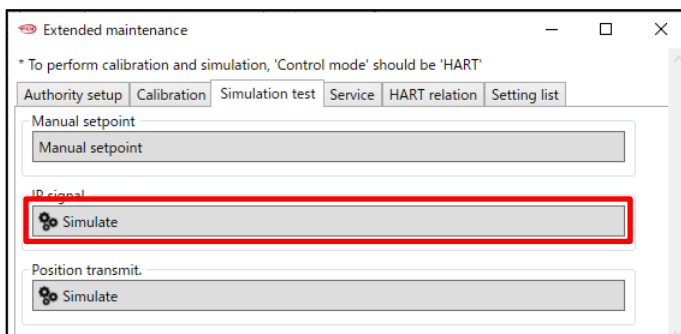 Extended maintenance
* To perform calibration and simulation, 'Control mode' should be 'HART'
Authority setup Calibration Simulation test Service HART relation Setting list
Manual setpoint
Manual setpoint
IP signal
Simulate
Position transmit.
Simulate